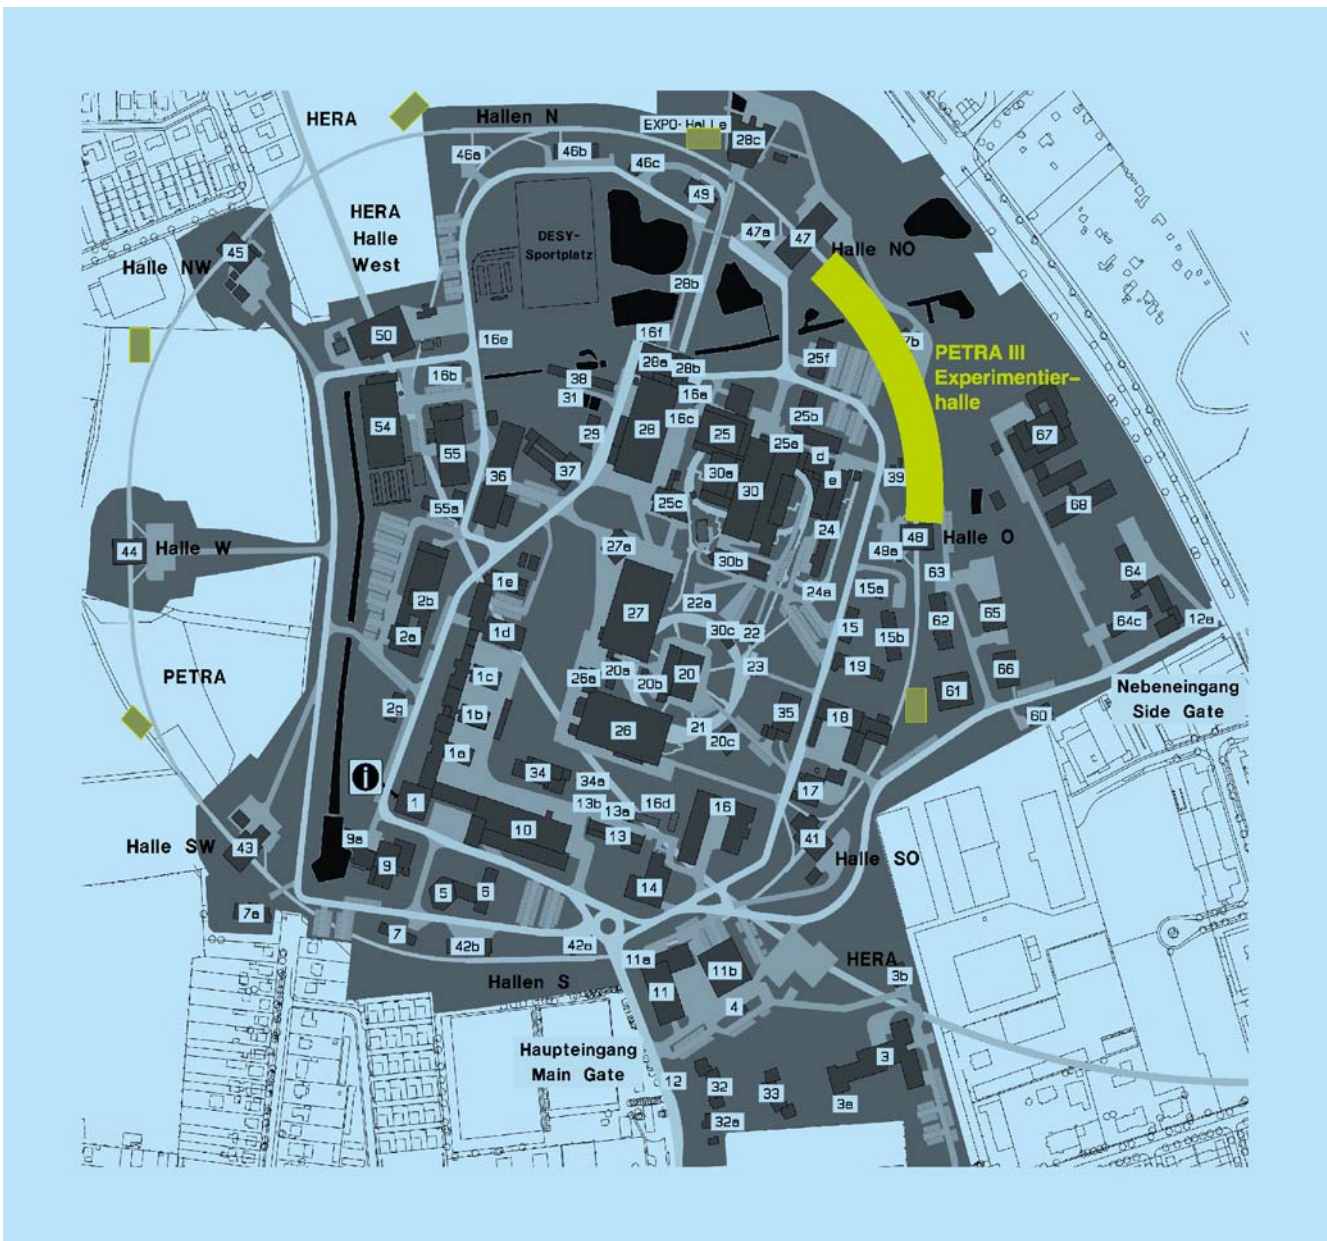 HERA
Hallen N
EXPO-Halle
28c
46a
46b
46c
49
HERA
Halle
West
DESY-
Sportplatz
47a
47
Halle NO
45
Halle NW
28b
50
16e
16f
28a
28b
25f
7b
PETRA III
Experimentier-
halle
16b
38
31
16a
16c
25b
54
55
29
28
25
25a
d
67
36
37
30a
30
e
39
68
55a
25c
24
44
Halle W
27a
48
48a
Halle O
30b
63
64
1e
2b
27
22a
24a
15a
65
64c
12a
2a
1d
30c
22
15
15b
62
PETRA
1c
26a
20a
20b
20
23
19
61
66
Nebeneingang
Side Gate
2g
1b
26
21
20c
35
18
60
1a
i
34
34a
17
1
13b
13a
16d
16
9a
10
13
41
Halle SW
43
9
14
Halle SO
5
6
7a
7
42b
42a
11a
11b
HERA
3b
Hallen S
11
4
Haupteingang
Main Gate
12
32
33
3
3a
32a